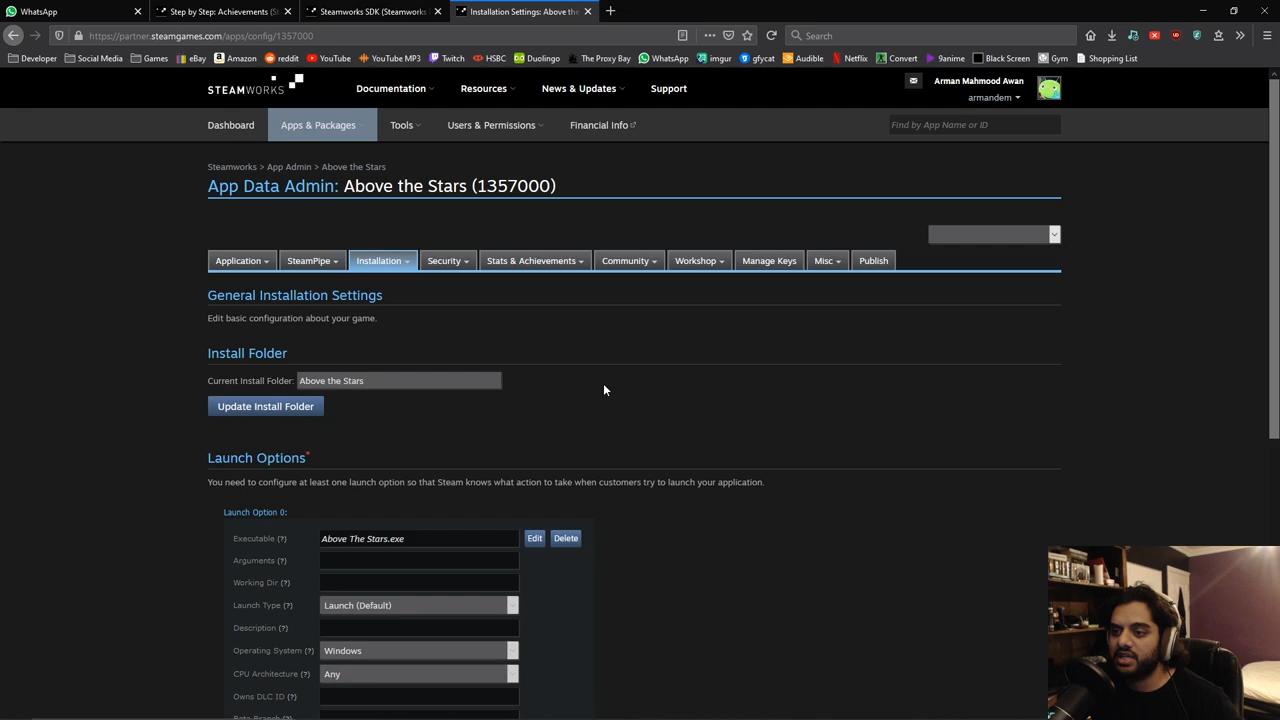 WhatsApp
Step by Step: Achievements (St
Steamworks SDK (Steamworks
Installation Settings: Above the
https://partner.steamgames.com/apps/config/1357000
Search
Developer Social Media Games eBay Amazon reddit YouTube YouTube MP3 Twitch HSBC Duolingo The Proxy Bay WhatsApp imgur gfycat Audible Netflix Convert 9anime Black Screen Gym Shopping List
STEAMWORKS
Documentation Resources News & Updates Support
Arman Mahmood Awan
armandem
Dashboard Apps & Packages Tools Users & Permissions Financial Info
Find by App Name or ID
Steamworks > App Admin > Above the Stars
App Data Admin: Above the Stars (1357000)
Application SteamPipe Installation Security Stats & Achievements Community Workshop Manage Keys Misc Publish
General Installation Settings
Edit basic configuration about your game.
Install Folder
Current Install Folder: Above the Stars
Update Install Folder
Launch Options*
You need to configure at least one launch option so that Steam knows what action to take when customers try to launch your application.
Launch Option 0:
Executable (?) Above The Stars.exe Edit Delete
Arguments (?)
Working Dir (?)
Launch Type (?) Launch (Default)
Description (?)
Operating System (?) Windows
CPU Architecture (?) Any
Owns DLC ID (?)
Beta Branch (?)